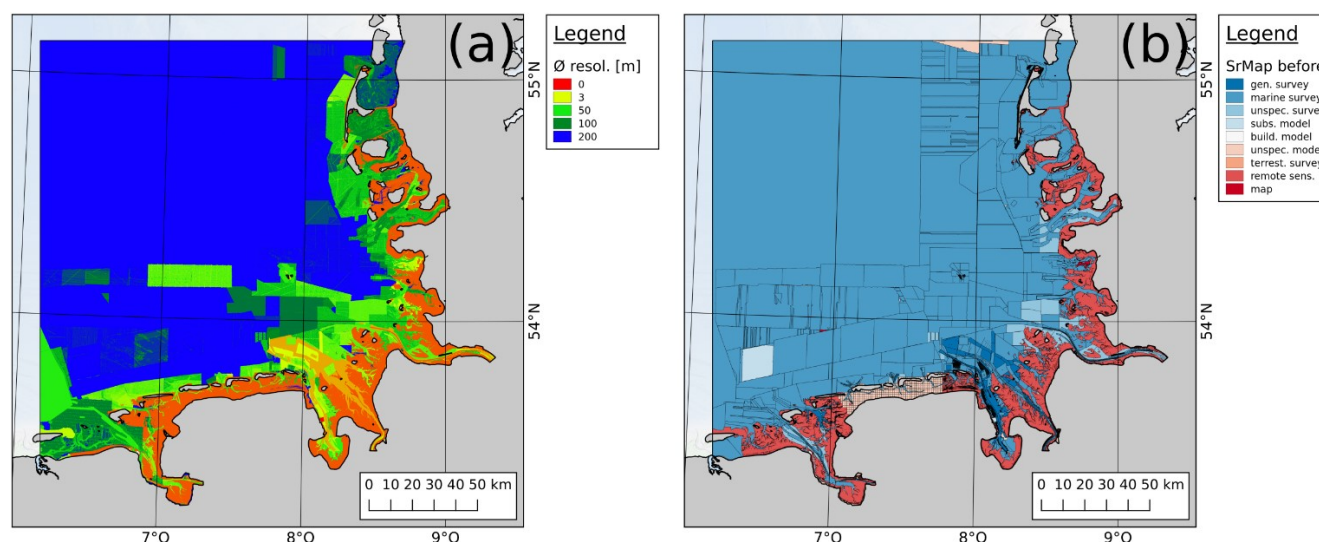 (a)
Legend
Ø resol. [m]
0
3
50
100
200
55°N
54°N
0 10 20 30 40 50 km
7°O
8°O
9°O
(b)
Legend
SrMap before
gen. survey
marine survey
unspec. surve
subs. model
build. model
unspec. mode
terrest. survey
remote sens.
map
55°N
54°N
0 10 20 30 40 50 km
7°O
8°O
9°O